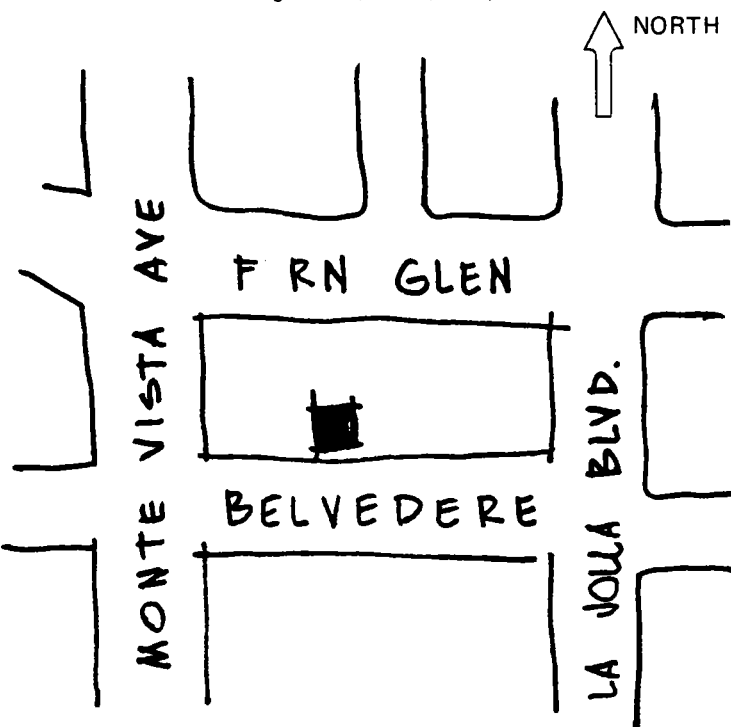 NORTH
MONTE VISTA AVE
F RN GLEN
BELVEDERE
LA JOLLA BLVD.